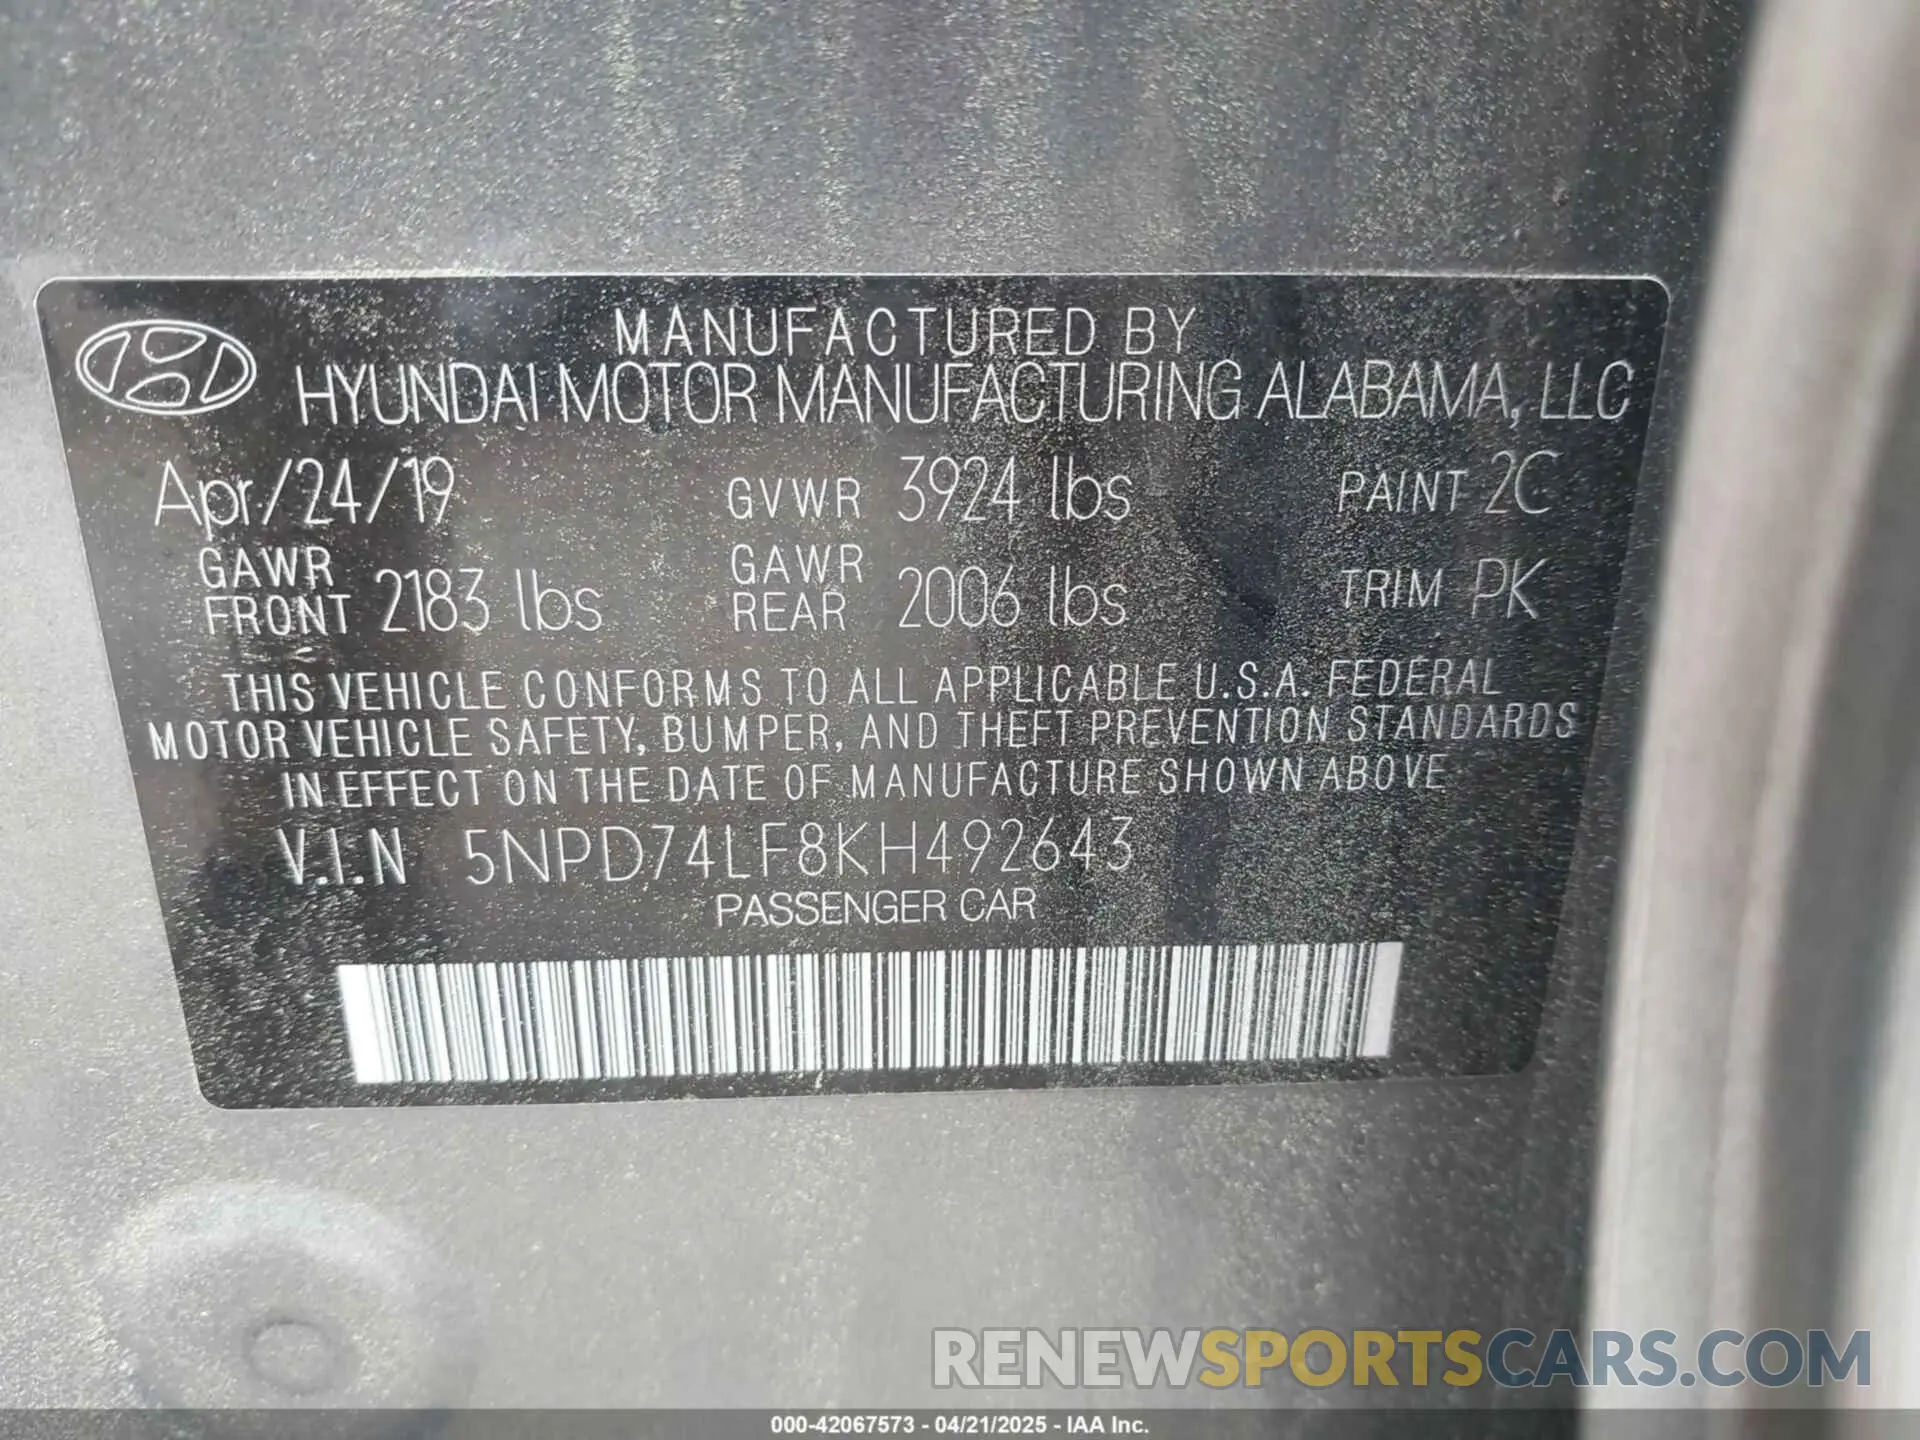 MANUFACTURED BY
HYUNDAI MOTOR MANUFACTURING ALABAMA, LLC
Apr/24/19 GVWR 3924 lbs PAINT 2C
GAWR FRONT 2183 lbs GAWR REAR 2006 lbs TRIM PK
THIS VEHICLE CONFORMS TO ALL APPLICABLE U.S.A. FEDERAL
MOTOR VEHICLE SAFETY, BUMPER, AND THEFT PREVENTION STANDARDS
IN EFFECT ON THE DATE OF MANUFACTURE SHOWN ABOVE
V.I.N 5NPD74LF8KH492643
PASSENGER CAR
RENEWSPORTSCARS.COM
000-42067573 - 04/21/2025 - IAA Inc.